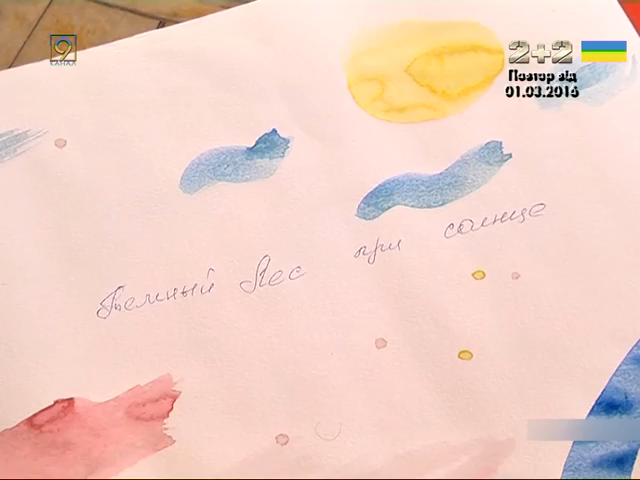 9
КАНАЛ
2+2
Повтор від
01.03.2016
Темный Лес при солнце